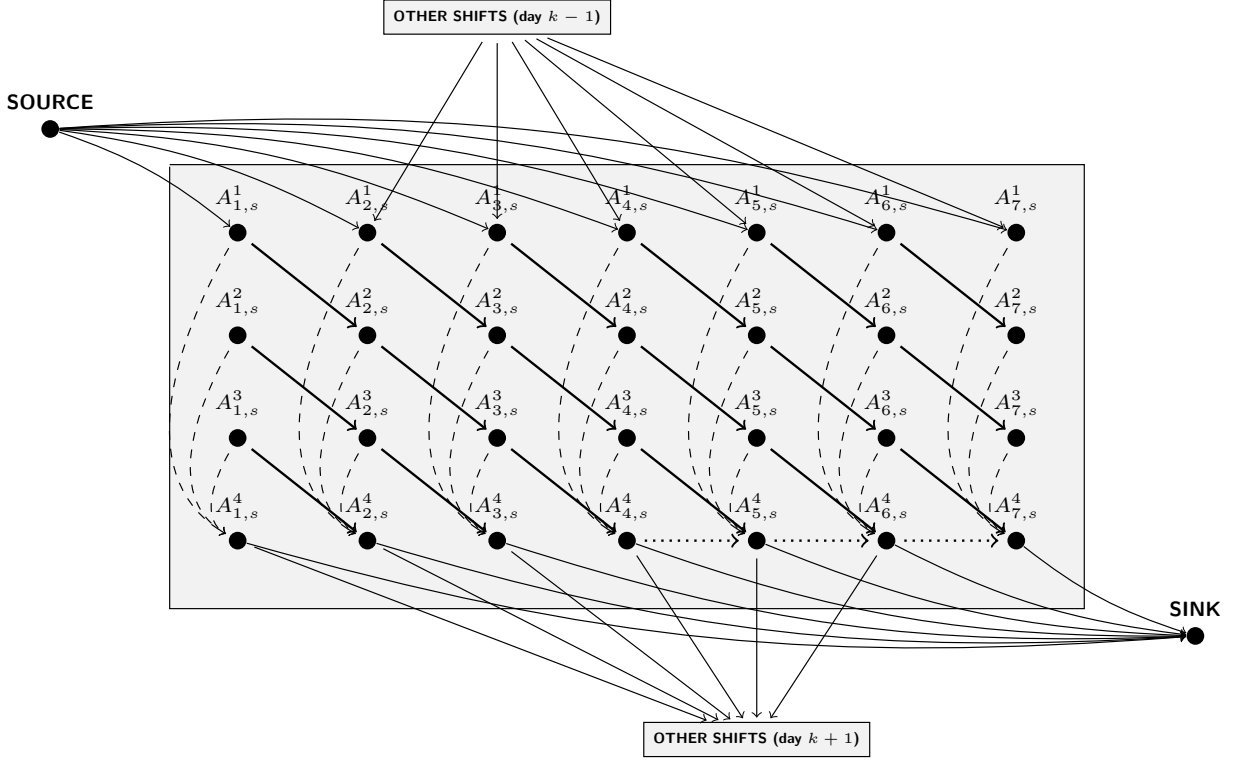 OTHER SHIFTS (day k − 1)
SOURCE
A^1_{1,s} A^1_{2,s} A^1_{3,s} A^1_{4,s} A^1_{5,s} A^1_{6,s} A^1_{7,s}
A^2_{1,s} A^2_{2,s} A^2_{3,s} A^2_{4,s} A^2_{5,s} A^2_{6,s} A^2_{7,s}
A^3_{1,s} A^3_{2,s} A^3_{3,s} A^3_{4,s} A^3_{5,s} A^3_{6,s} A^3_{7,s}
A^4_{1,s} A^4_{2,s} A^4_{3,s} A^4_{4,s} A^4_{5,s} A^4_{6,s} A^4_{7,s}
SINK
OTHER SHIFTS (day k + 1)